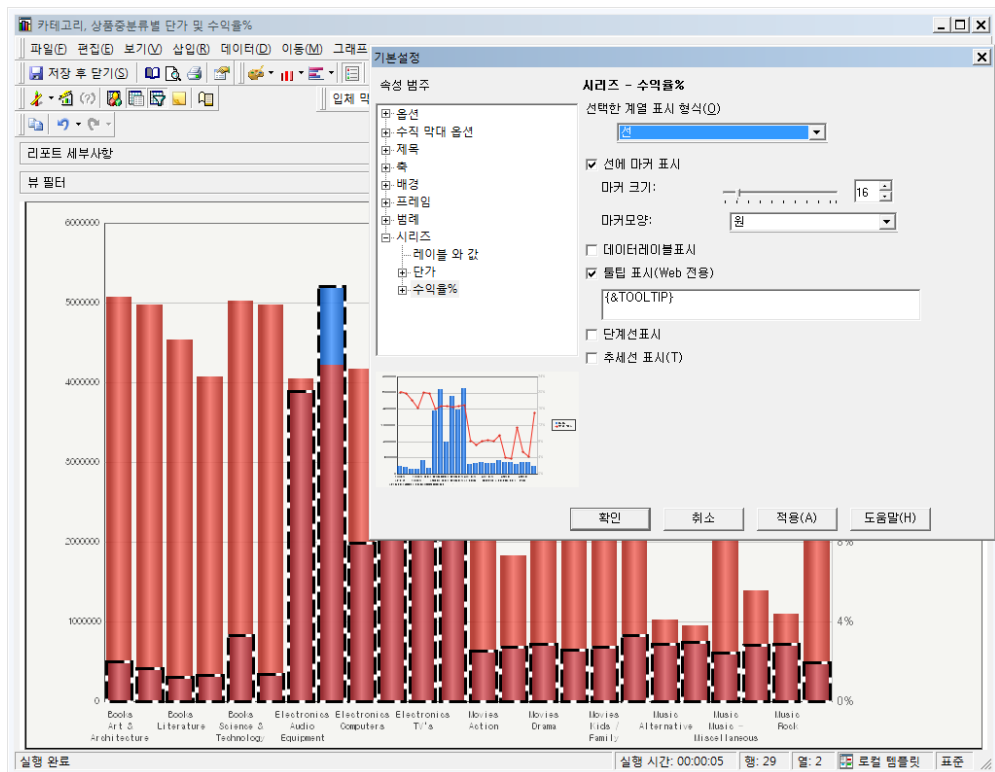 카테고리, 상품중분류별 단가 및 수익율%
파일(F) 편집(E) 보기(V) 삽입(R) 데이터(D) 이동(M) 그래프
저장 후 닫기(S)
입체 막
리포트 세부사항
뷰 필터
기본설정
속성 범주
옵션
수직 막대 옵션
제목
축
배경
프레임
범례
시리즈
레이블 와 값
단가
수익율%
시리즈 - 수익율%
선택한 계열 표시 형식(O)
선
선에 마커 표시
마커 크기:
16
마커모양:
원
데이터레이블표시
툴팁 표시(Web 전용)
{&TOOLTIP}
단계선표시
추세선 표시(T)
확인 취소 적용(A) 도움말(H)
6000000
5000000
4000000
3000000
2000000
8%
1000000
4%
0
0%
Books Books Books Electronics Electronics Electronics Movies Movies Movies Music Music Music
Art & Literature Science & Audio Computers TV's Action Drama Kids / Alternative Music - Rock
Architecture Technology Equipment Family Miscellaneous
실행 완료 실행 시간: 00:00:05 행: 29 열: 2 로컬 템플릿 표준